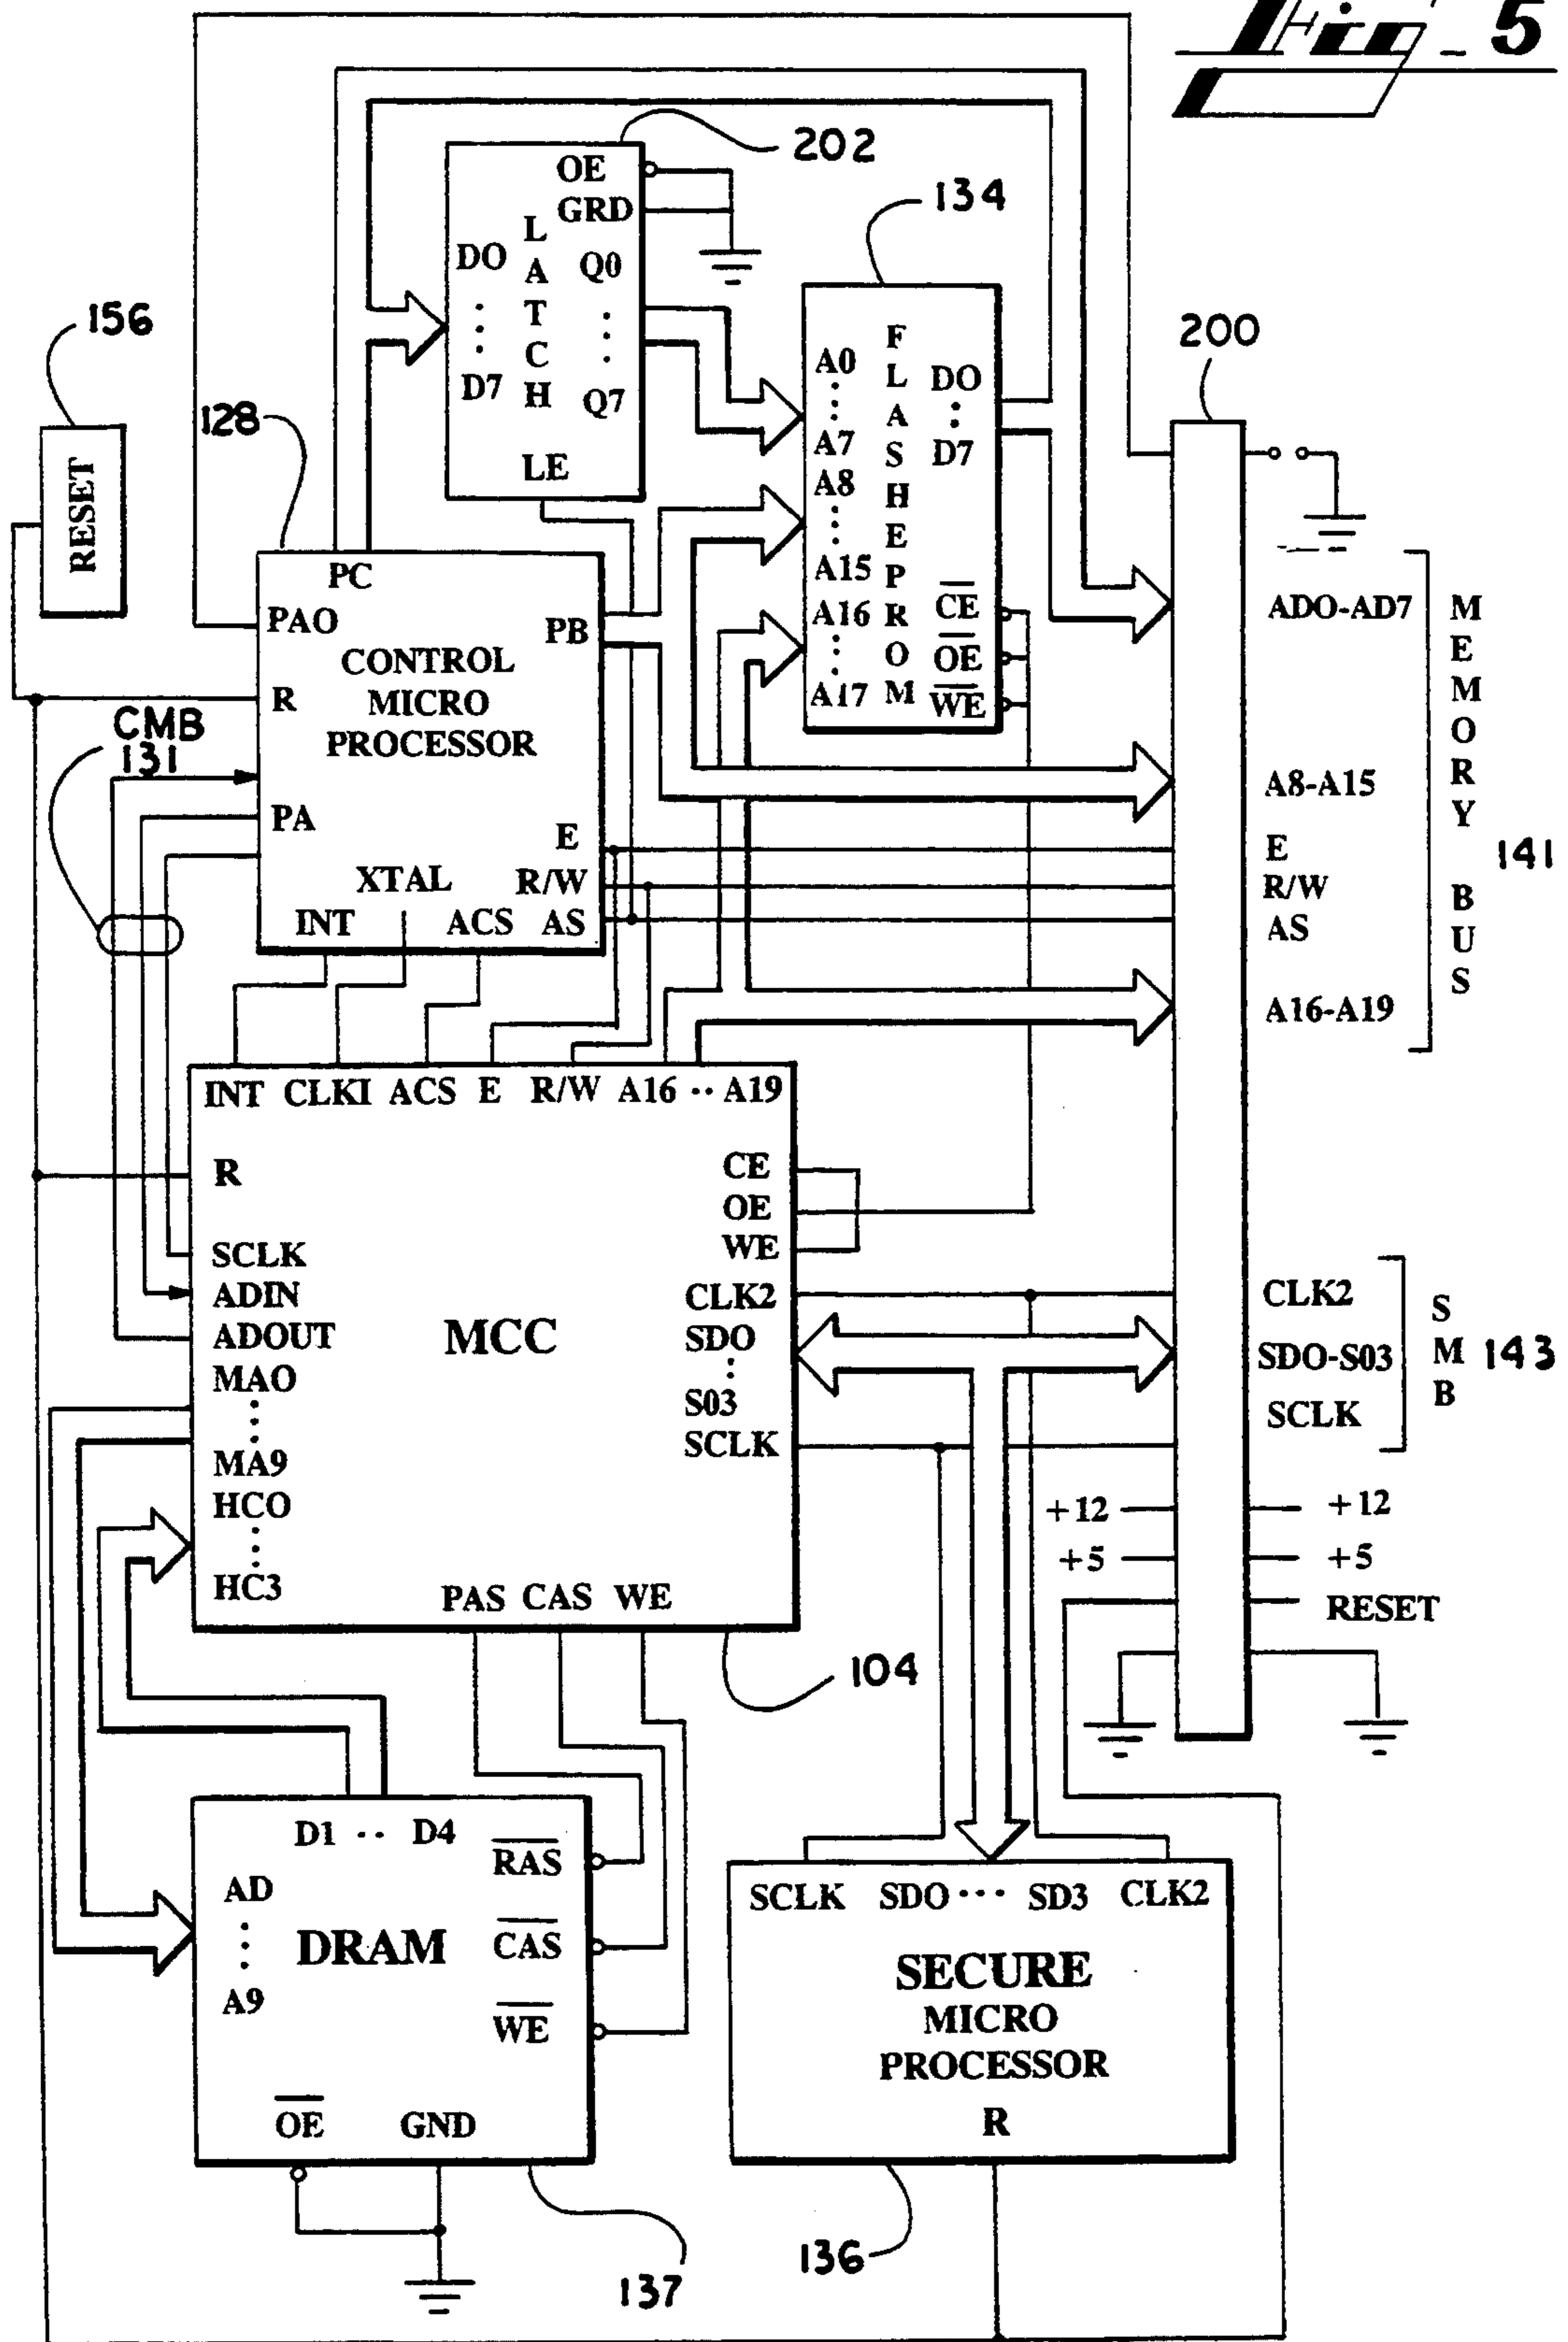 Fig_5
202
OE
GRD
LATCH
DO
Q0
D7
Q7
LE
134
FLASH EPROM
A0
A7
A8
A15
A16
A17
DO
D7
CE
OE
WE
156
RESET
128
200
PC
PAO
PB
CONTROL
MICRO
PROCESSOR
R
CMB
131
PA
E
XTAL
R/W
INT
ACS
AS
ADO-AD7
A8-A15
E
R/W
AS
A16-A19
MEMORY BUS
141
INT CLKI ACS E R/W A16 ·· A19
R
CE
OE
WE
SCLK
ADIN
ADOUT
MAO
MA9
HCO
HC3
MCC
CLK2
SDO
S03
SCLK
PAS CAS WE
104
CLK2
SDO-S03
SCLK
SMB
143
+12
+12
+5
+5
RESET
D1 ·· D4
RAS
AD
DRAM
CAS
A9
WE
OE
GND
137
SCLK SDO ··· SD3 CLK2
SECURE
MICRO
PROCESSOR
R
136